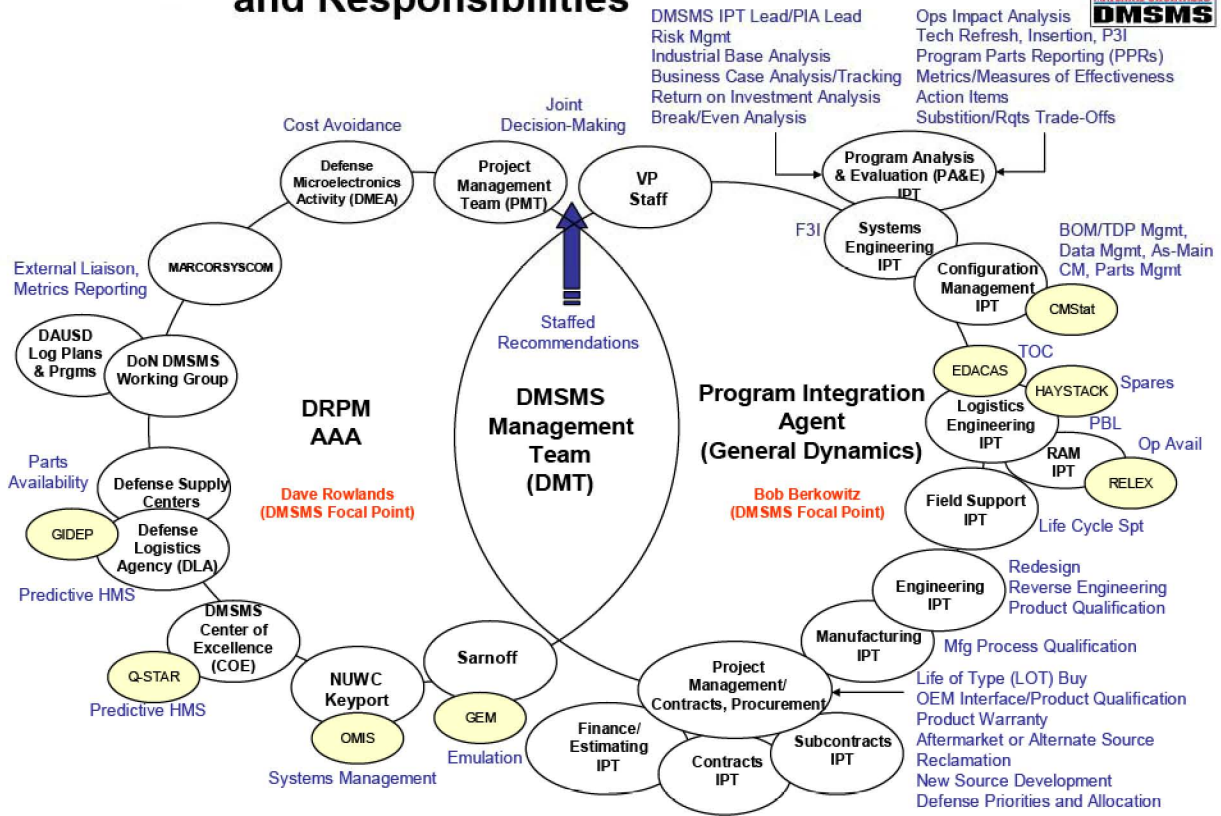 and Responsibilities
DMSMS
DMSMS IPT Lead/PIA Lead
Risk Mgmt
Industrial Base Analysis
Business Case Analysis/Tracking
Return on Investment Analysis
Break/Even Analysis
Ops Impact Analysis
Tech Refresh, Insertion, P3I
Program Parts Reporting (PPRs)
Metrics/Measures of Effectiveness
Action Items
Substition/Rqts Trade-Offs
Joint
Decision-Making
Cost Avoidance
Defense
Microelectronics
Activity (DMEA)
Project
Management
Team (PMT)
VP
Staff
Program Analysis
& Evaluation (PA&E)
IPT
F3I
Systems
Engineering
IPT
BOM/TDP Mgmt,
Data Mgmt, As-Main
CM, Parts Mgmt
Configuration
Management
IPT
CMStat
MARCORSYSCOM
External Liaison,
Metrics Reporting
DAUSD
Log Plans
& Prgms
DoN DMSMS
Working Group
Staffed
Recommendations
TOC
EDACAS
HAYSTACK
Spares
Logistics
Engineering
IPT
PBL
RAM
IPT
Op Avail
RELEX
DRPM
AAA
DMSMS
Management
Team
(DMT)
Program Integration
Agent
(General Dynamics)
Dave Rowlands
(DMSMS Focal Point)
Bob Berkowitz
(DMSMS Focal Point)
Parts
Availability
Defense Supply
Centers
GIDEP
Defense
Logistics
Agency (DLA)
Predictive HMS
Field Support
IPT
Life Cycle Spt
Engineering
IPT
Redesign
Reverse Engineering
Product Qualification
DMSMS
Center of
Excellence
(COE)
Q-STAR
Predictive HMS
Manufacturing
IPT
Mfg Process Qualification
NUWC
Keyport
OMIS
Systems Management
Sarnoff
GEM
Emulation
Project
Management/
Contracts, Procurement
Finance/
Estimating
IPT
Contracts
IPT
Subcontracts
IPT
Life of Type (LOT) Buy
OEM Interface/Product Qualification
Product Warranty
Aftermarket or Alternate Source
Reclamation
New Source Development
Defense Priorities and Allocation